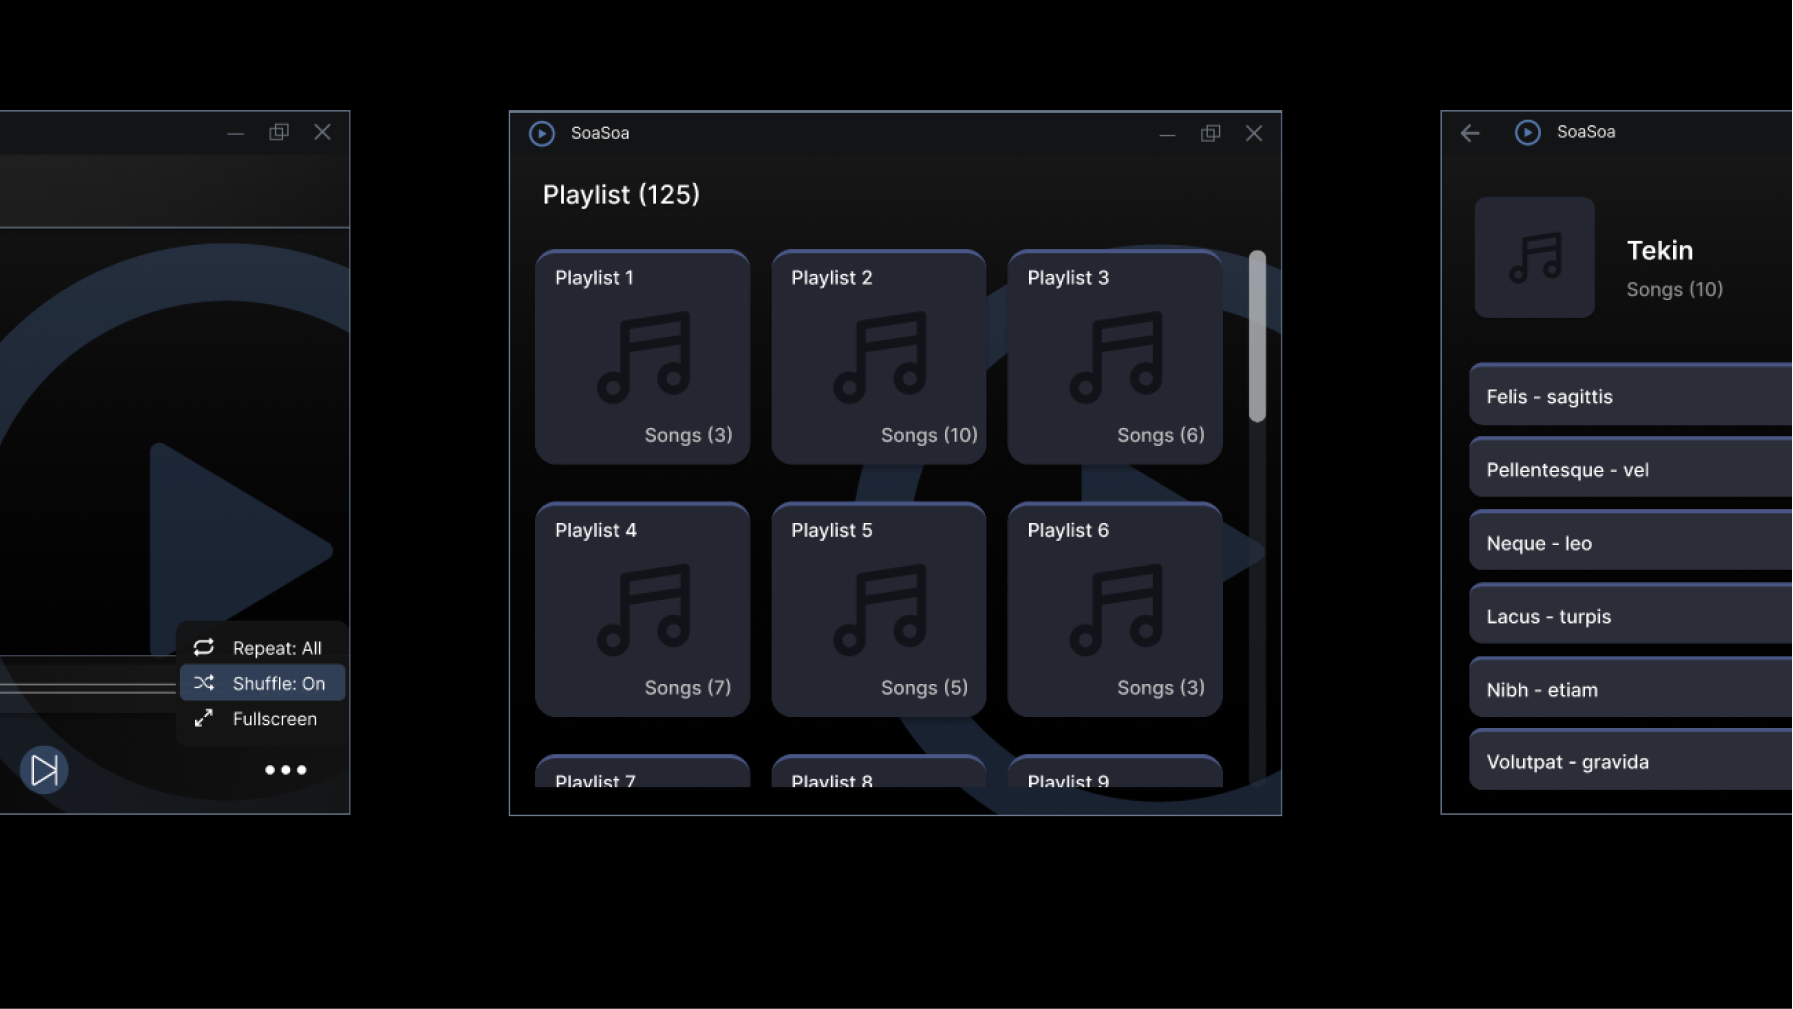 Repeat: All
Shuffle: On
Fullscreen
SoaSoa
Playlist (125)
Playlist 1
Songs (3)
Playlist 2
Songs (10)
Playlist 3
Songs (6)
Playlist 4
Songs (7)
Playlist 5
Songs (5)
Playlist 6
Songs (3)
Playlist 7
Playlist 8
Playlist 9
SoaSoa
Tekin
Songs (10)
Felis - sagittis
Pellentesque - vel
Neque - leo
Lacus - turpis
Nibh - etiam
Volutpat - gravida